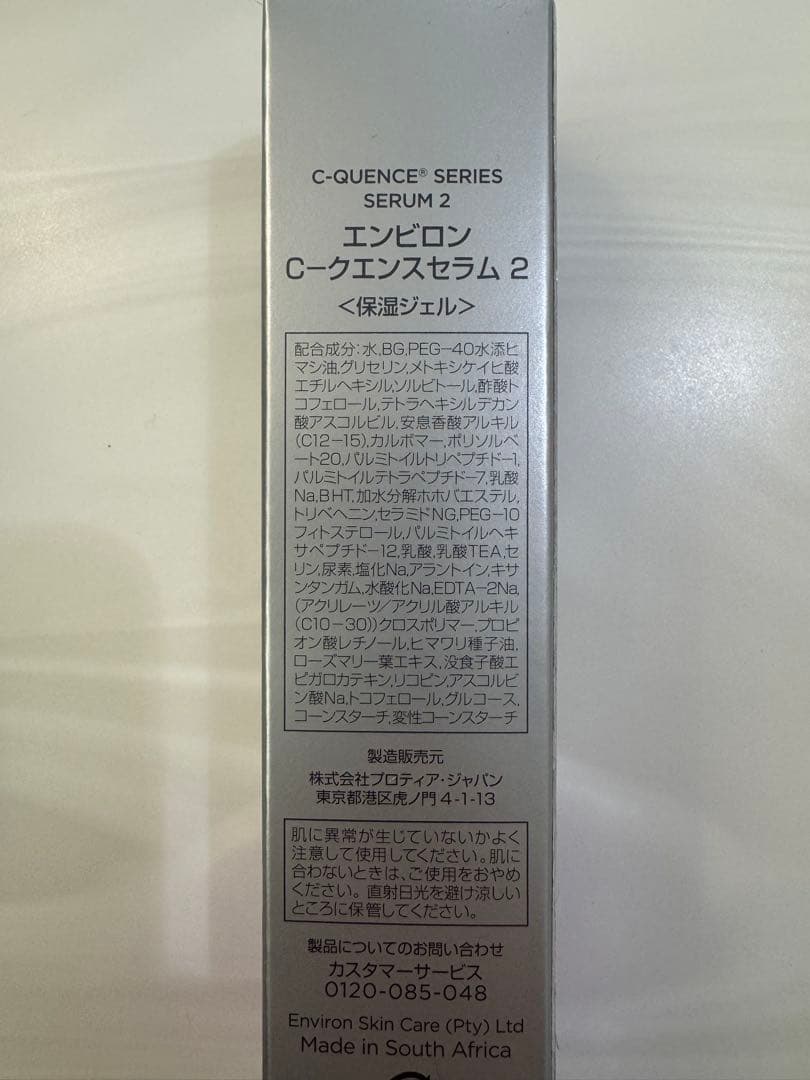 C-QUENCE® SERIES
SERUM 2
エンビロン
C－クエンスセラム 2
＜保湿ジェル＞
配合成分：水,BG,PEG－40水添ヒ
マシ油,グリセリン,メトキシケイヒ酸
エチルヘキシル,ソルビトール,酢酸ト
コフェロール,テトラヘキシルデカン
酸アスコルビル,安息香酸アルキル
(C12－15),カルボマー,ポリソルベ
ート20,パルミトイルトリペプチド－1,
パルミトイルテトラペプチド－7,乳酸
Na,BHT,加水分解ホホバエステル,
トリベヘニン,セラミドNG,PEG－10
フィトステロール,パルミトイルヘキ
サペプチド－12,乳酸,乳酸TEA,セ
リン,尿素,塩化Na,アラントイン,キサ
ンタンガム,水酸化Na,EDTA－2Na,
(アクリレーツ／アクリル酸アルキル
(C10－30))クロスポリマー,プロピ
オン酸レチノール,ヒマワリ種子油,
ローズマリー葉エキス,没食子酸エ
ピガロカテキン,リコピン,アスコルビ
ン酸Na,トコフェロール,グルコース,
コーンスターチ,変性コーンスターチ
製造販売元
株式会社プロティア・ジャパン
東京都港区虎ノ門 4-1-13
肌に異常が生じていないかよく
注意して使用してください。肌に
合わないときは、ご使用をおやめ
ください。直射日光を避け涼しい
ところに保管してください。
製品についてのお問い合わせ
カスタマーサービス
0120-085-048
Environ Skin Care (Pty) Ltd
Made in South Africa